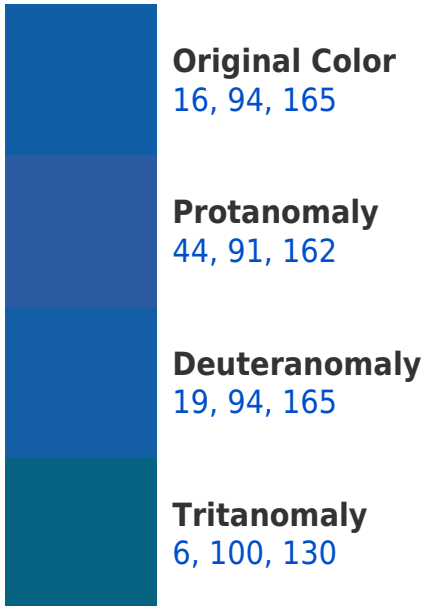 Original Color
16, 94, 165
Protanomaly
44, 91, 162
Deuteranomaly
19, 94, 165
Tritanomaly
6, 100, 130